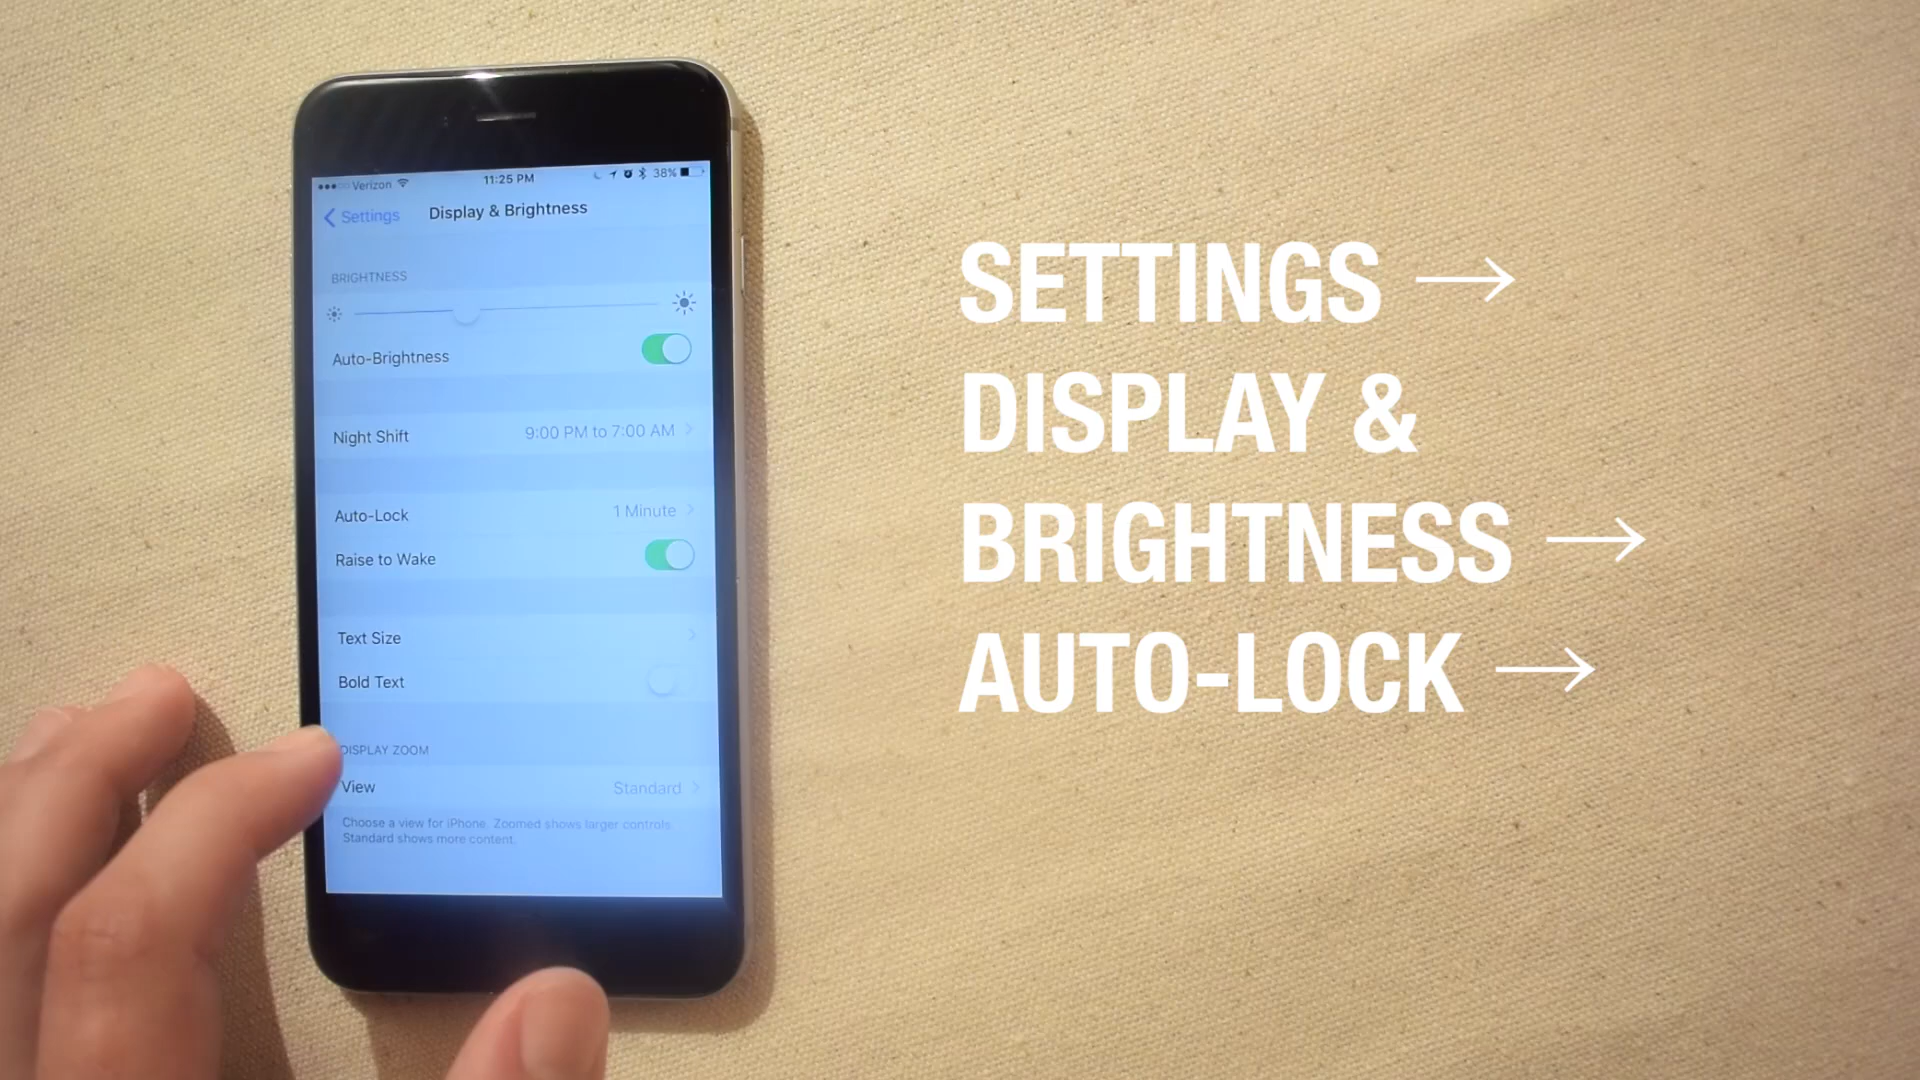 Verizon 11:25 PM 38%
Settings Display & Brightness
BRIGHTNESS
Auto-Brightness
Night Shift 9:00 PM to 7:00 AM
Auto-Lock 1 Minute
Raise to Wake
Text Size
Bold Text
DISPLAY ZOOM
View Standard
Choose a view for iPhone. Zoomed shows larger controls.
Standard shows more content.
SETTINGS →
DISPLAY &
BRIGHTNESS →
AUTO-LOCK →